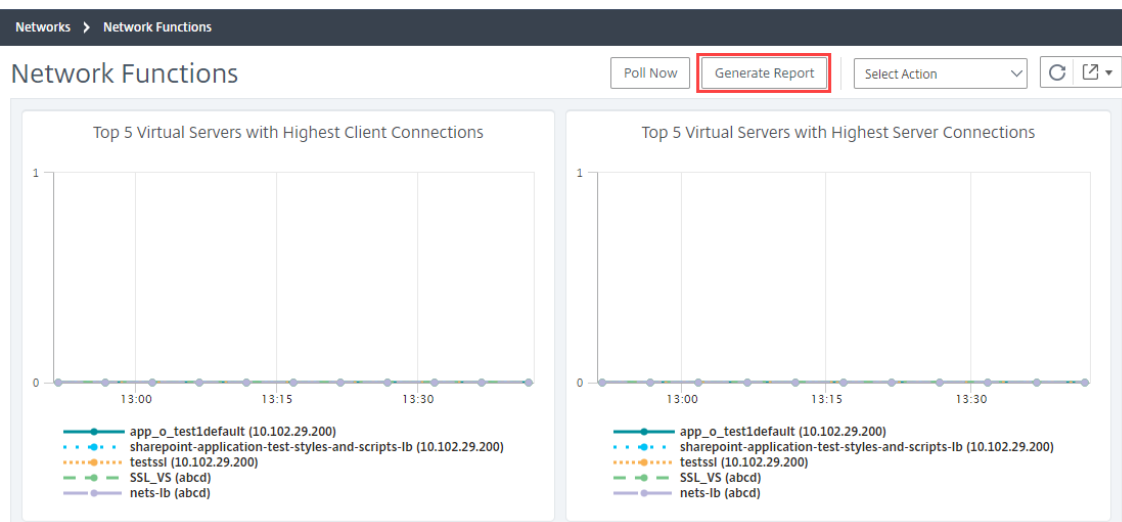 Networks > Network Functions
Network Functions
Poll Now
Generate Report
Select Action
Top 5 Virtual Servers with Highest Client Connections
1
0
13:00 13:15 13:30
app_o_test1default (10.102.29.200)
sharepoint-application-test-styles-and-scripts-lb (10.102.29.200)
testssl (10.102.29.200)
SSL_VS (abcd)
nets-lb (abcd)
Top 5 Virtual Servers with Highest Server Connections
1
0
13:00 13:15 13:30
app_o_test1default (10.102.29.200)
sharepoint-application-test-styles-and-scripts-lb (10.102.29.200)
testssl (10.102.29.200)
SSL_VS (abcd)
nets-lb (abcd)